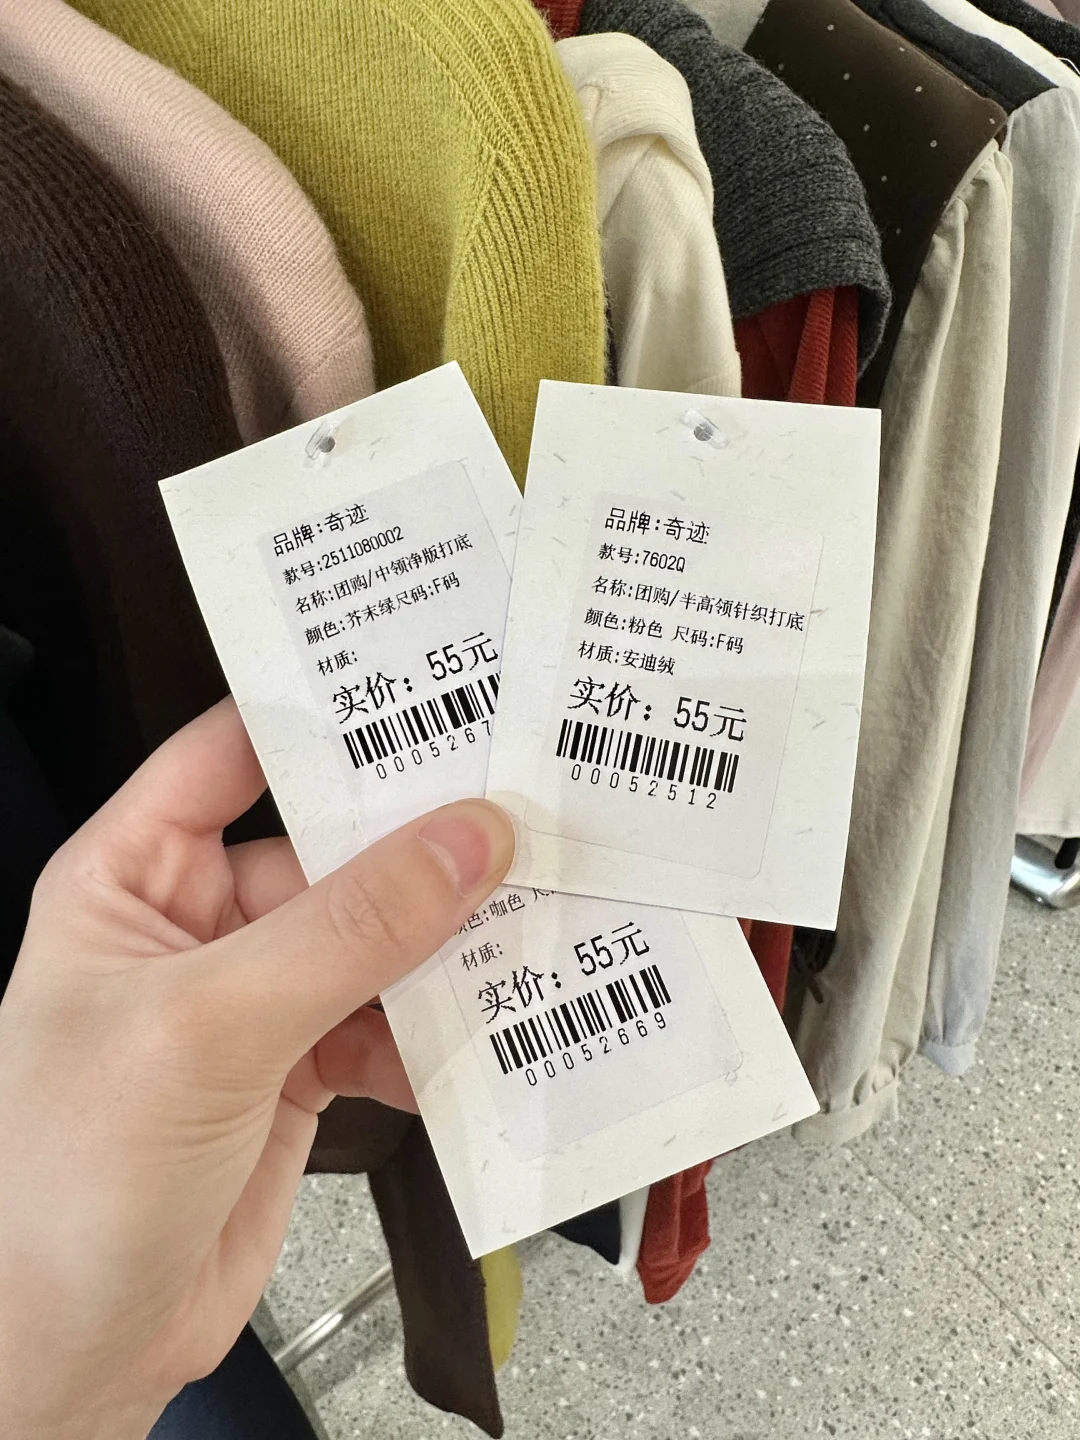 品牌:奇迹
款号:2511080002
名称:团购/中领净版打底
颜色:芥末绿尺码:F码
材质:
实价: 55元
0005267
品牌:奇迹
款号:7602Q
名称:团购/半高领针织打底
颜色:粉色 尺码:F码
材质:安迪绒
实价: 55元
00052512
色:咖色
材质:
实价: 55元
00052669